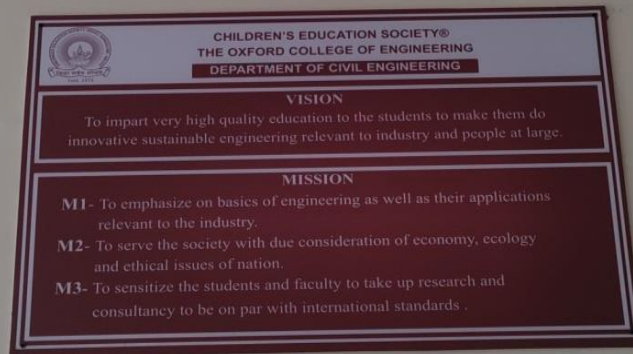 CHILDREN'S EDUCATION SOCIETY®
THE OXFORD COLLEGE OF ENGINEERING
DEPARTMENT OF CIVIL ENGINEERING
VISION
To impart very high quality education to the students to make them do
innovative sustainable engineering relevant to industry and people at large.
MISSION
M1- To emphasize on basics of engineering as well as their applications
relevant to the industry.
M2- To serve the society with due consideration of economy, ecology
and ethical issues of nation.
M3- To sensitize the students and faculty to take up research and
consultancy to be on par with international standards .